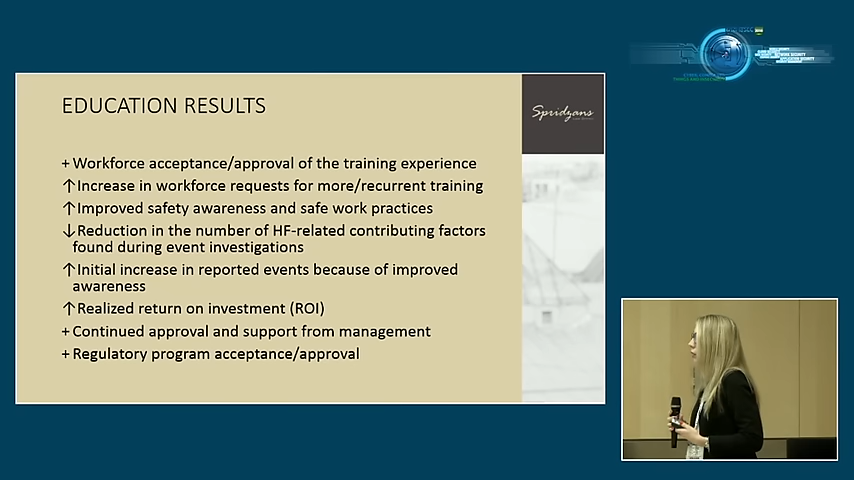 EDUCATION RESULTS
Spridzans
+ Workforce acceptance/approval of the training experience
↑Increase in workforce requests for more/recurrent training
↑Improved safety awareness and safe work practices
↓Reduction in the number of HF-related contributing factors
found during event investigations
↑Initial increase in reported events because of improved
awareness
↑Realized return on investment (ROI)
+ Continued approval and support from management
+ Regulatory program acceptance/approval